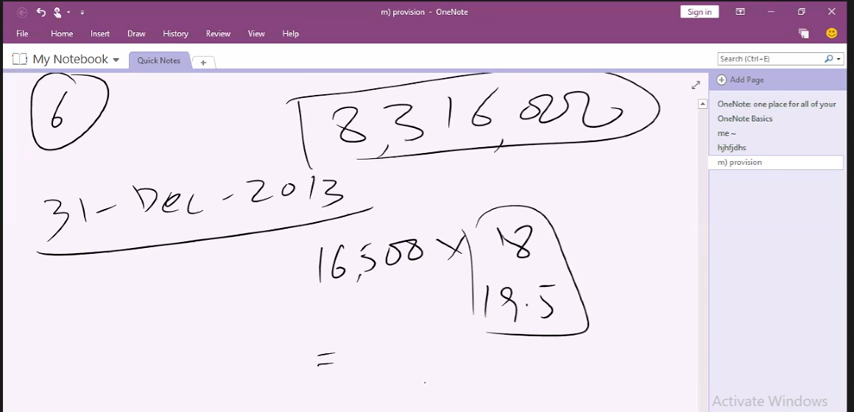 m) provision - OneNote
Sign in
File Home Insert Draw History Review View Help
My Notebook Quick Notes +
Search (Ctrl+E)
Add Page
OneNote: one place for all of your
OneNote Basics
me ~
hjhfjdhs
m) provision
6
8,316,000
31-Dec-2013
16,500 x 18
19.5
=
Activate Windows